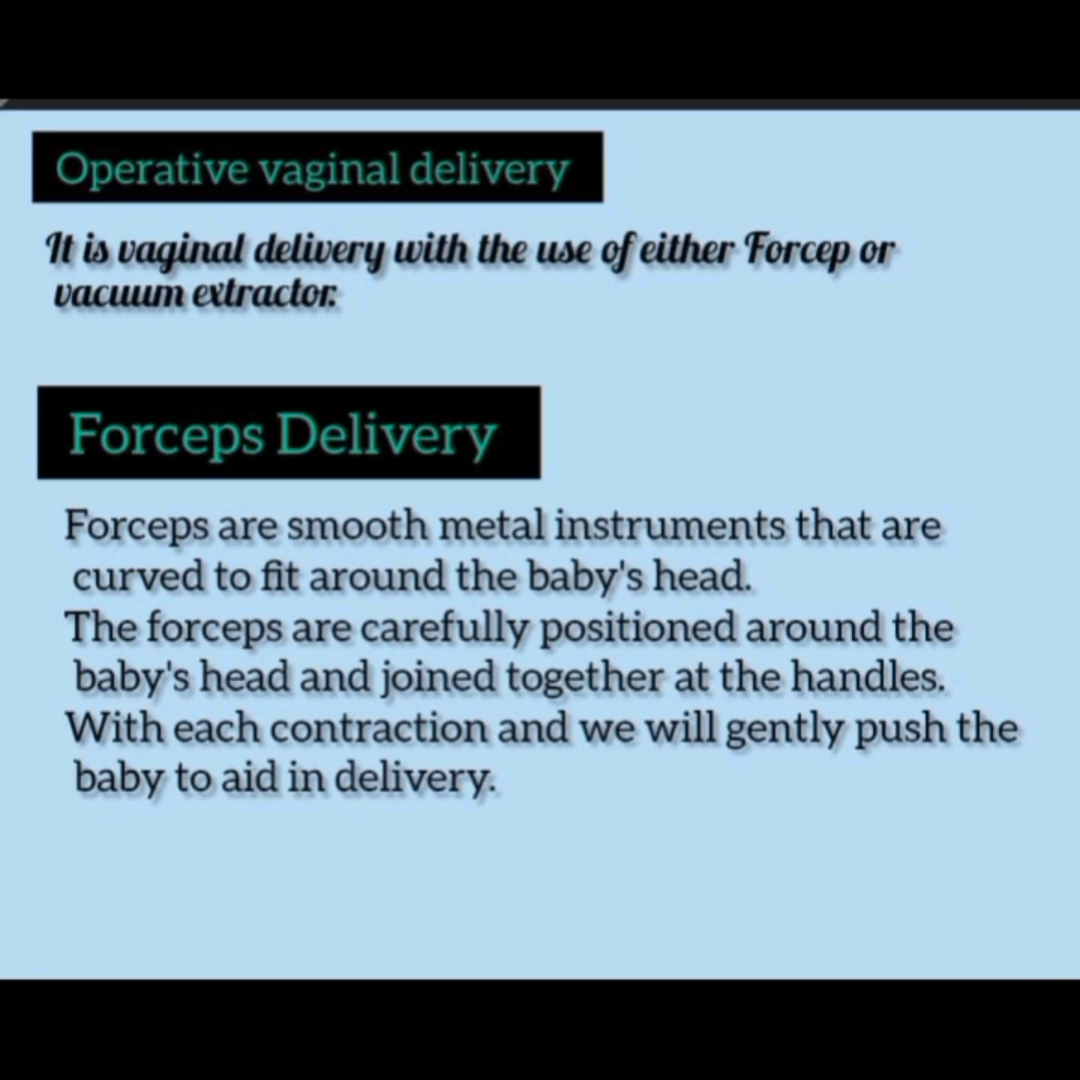 Operative vaginal delivery
It is vaginal delivery with the use of either Forcep or
vacuum extractor.
Forceps Delivery
Forceps are smooth metal instruments that are
curved to fit around the baby's head.
The forceps are carefully positioned around the
baby's head and joined together at the handles.
With each contraction and we will gently push the
baby to aid in delivery.